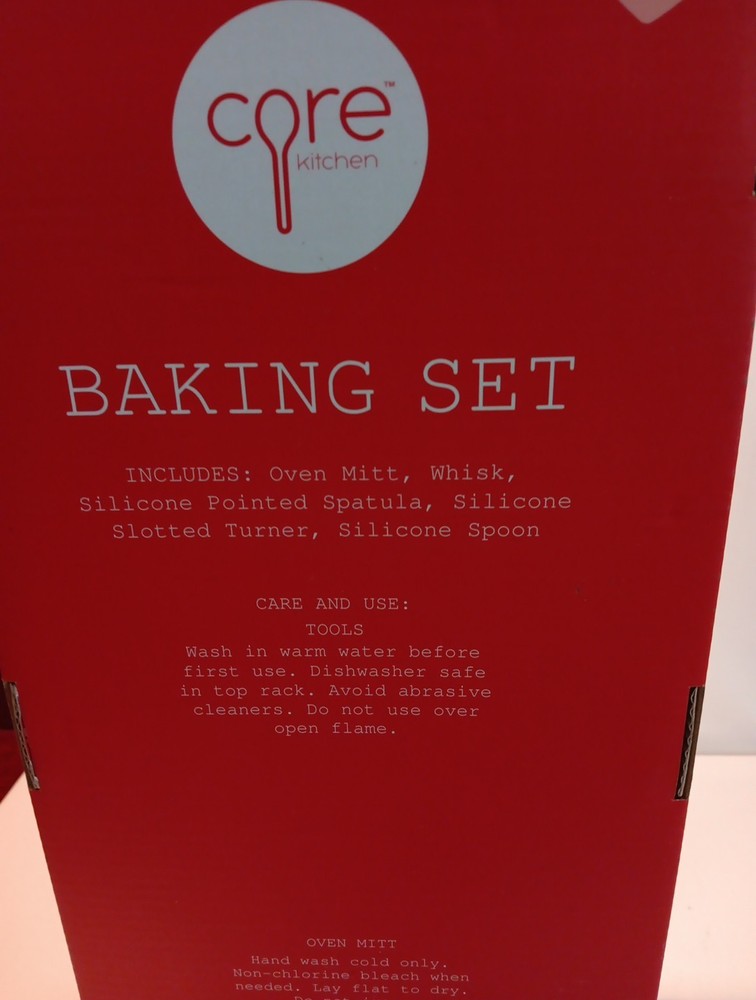 core™
kitchen
BAKING SET
INCLUDES: Oven Mitt, Whisk,
Silicone Pointed Spatula, Silicone
Slotted Turner, Silicone Spoon
CARE AND USE:
TOOLS
Wash in warm water before
first use. Dishwasher safe
in top rack. Avoid abrasive
cleaners. Do not use over
open flame.
OVEN MITT
Hand wash cold only.
Non-chlorine bleach when
needed. Lay flat to dry.